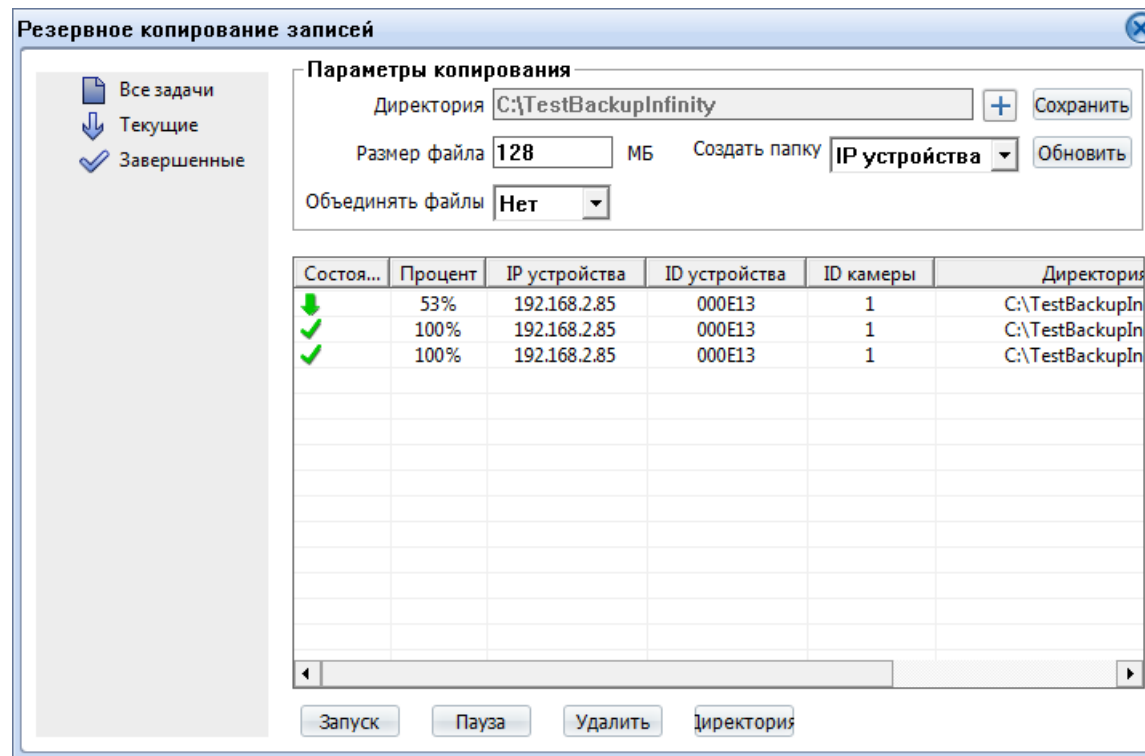 Резервное копирование записей
Все задачи
Текущие
Завершенные
Параметры копирования
Директория C:\TestBackupInfinity Сохранить
Размер файла 128 МБ Создать папку IP устройства Обновить
Объединять файлы Нет
Состоя... Процент IP устройства ID устройства ID камеры Директория
53% 192.168.2.85 000E13 1 C:\TestBackupIn
100% 192.168.2.85 000E13 1 C:\TestBackupIn
100% 192.168.2.85 000E13 1 C:\TestBackupIn
Запуск Пауза Удалить Директория